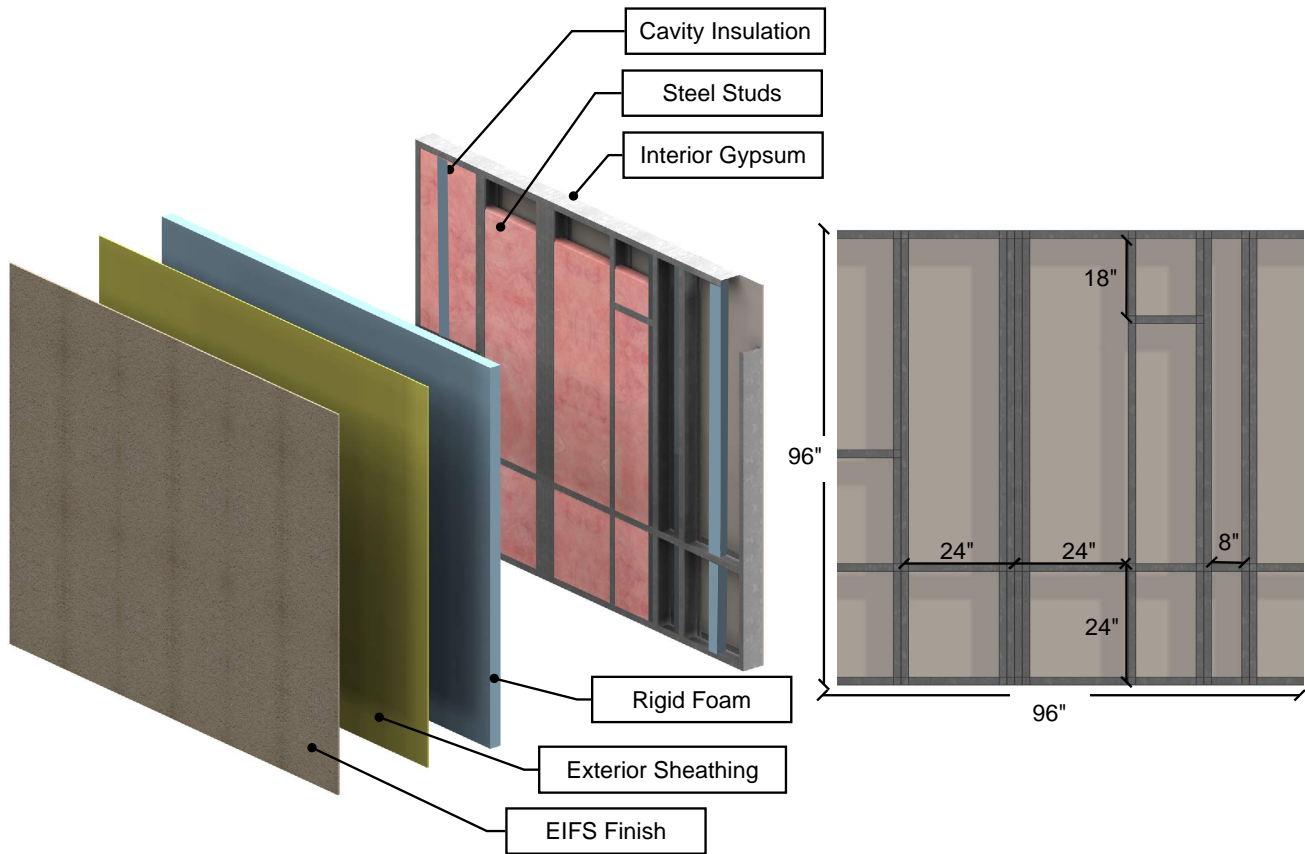 Cavity Insulation
Steel Studs
Interior Gypsum
18"
96"
24"
24"
8"
24"
Rigid Foam
96"
Exterior Sheathing
EIFS Finish